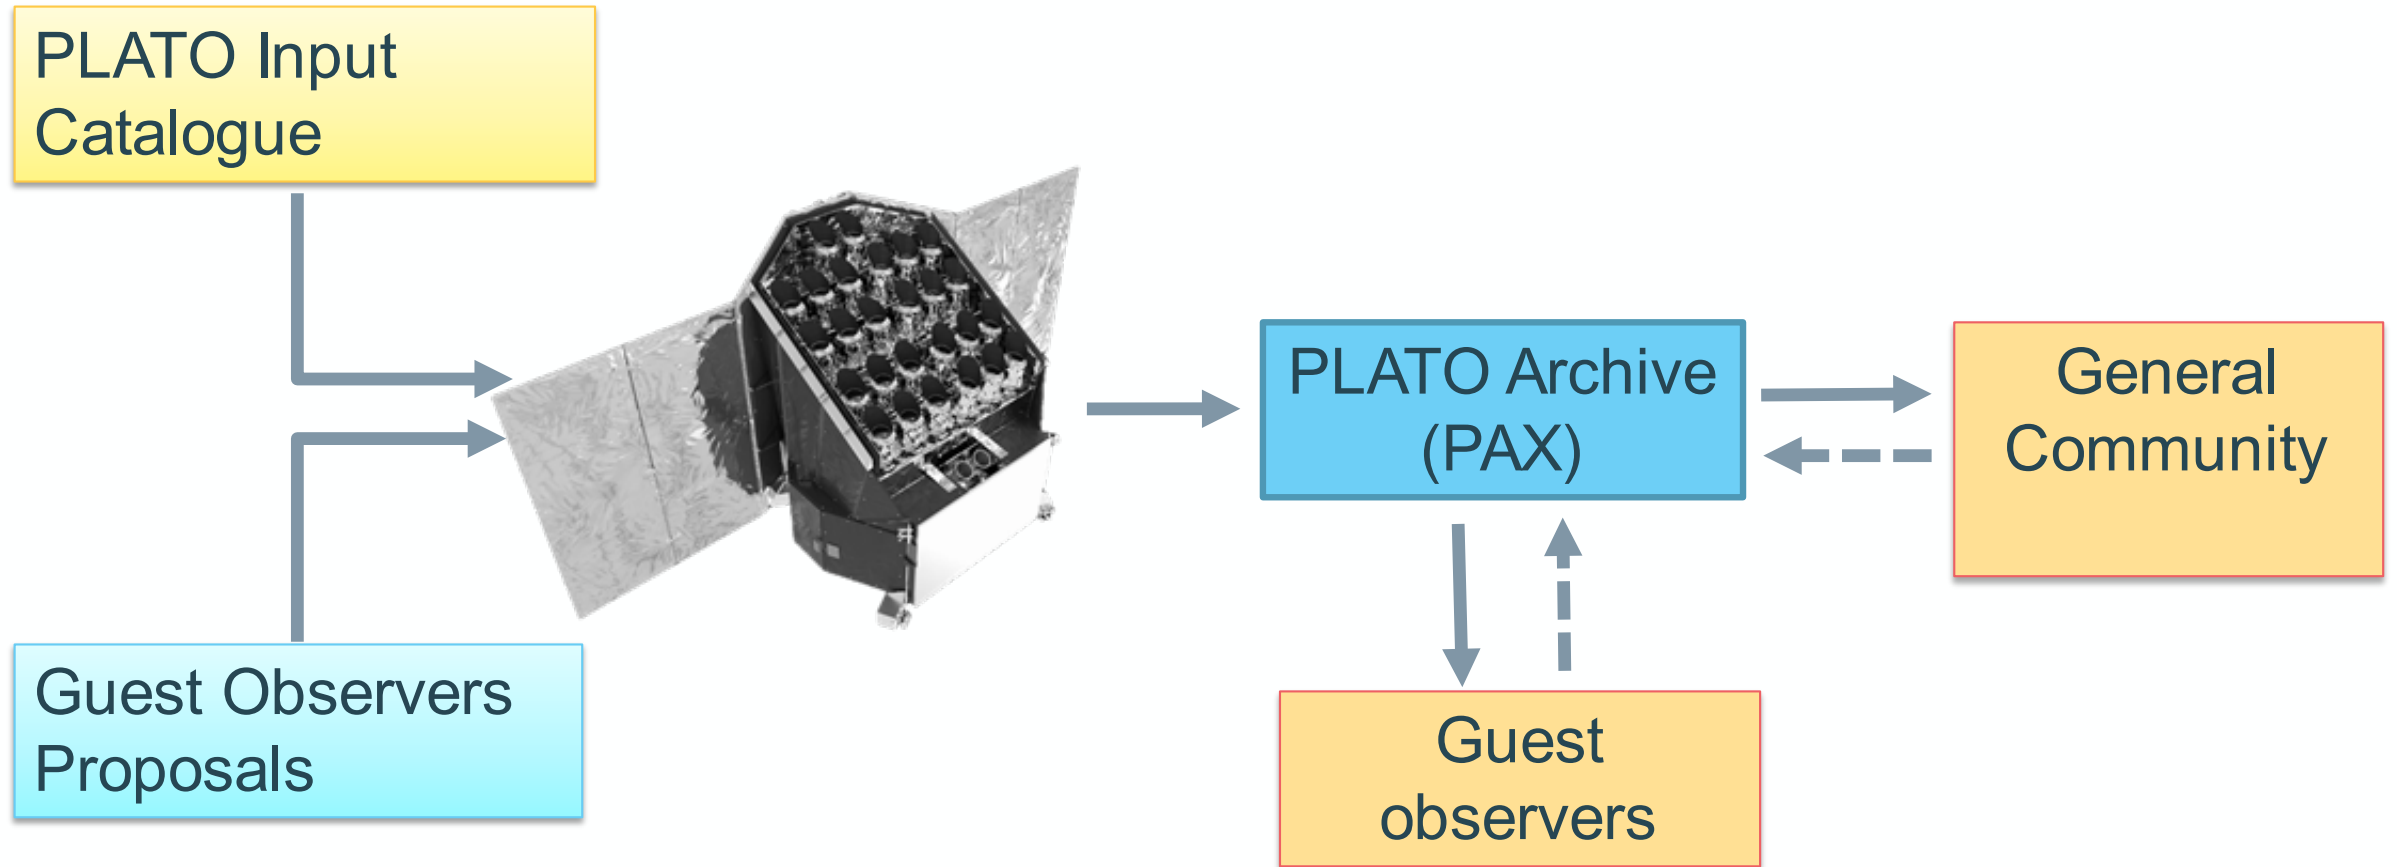 PLATO Input
Catalogue
Guest Observers
Proposals
PLATO Archive
(PAX)
General
Community
Guest
observers